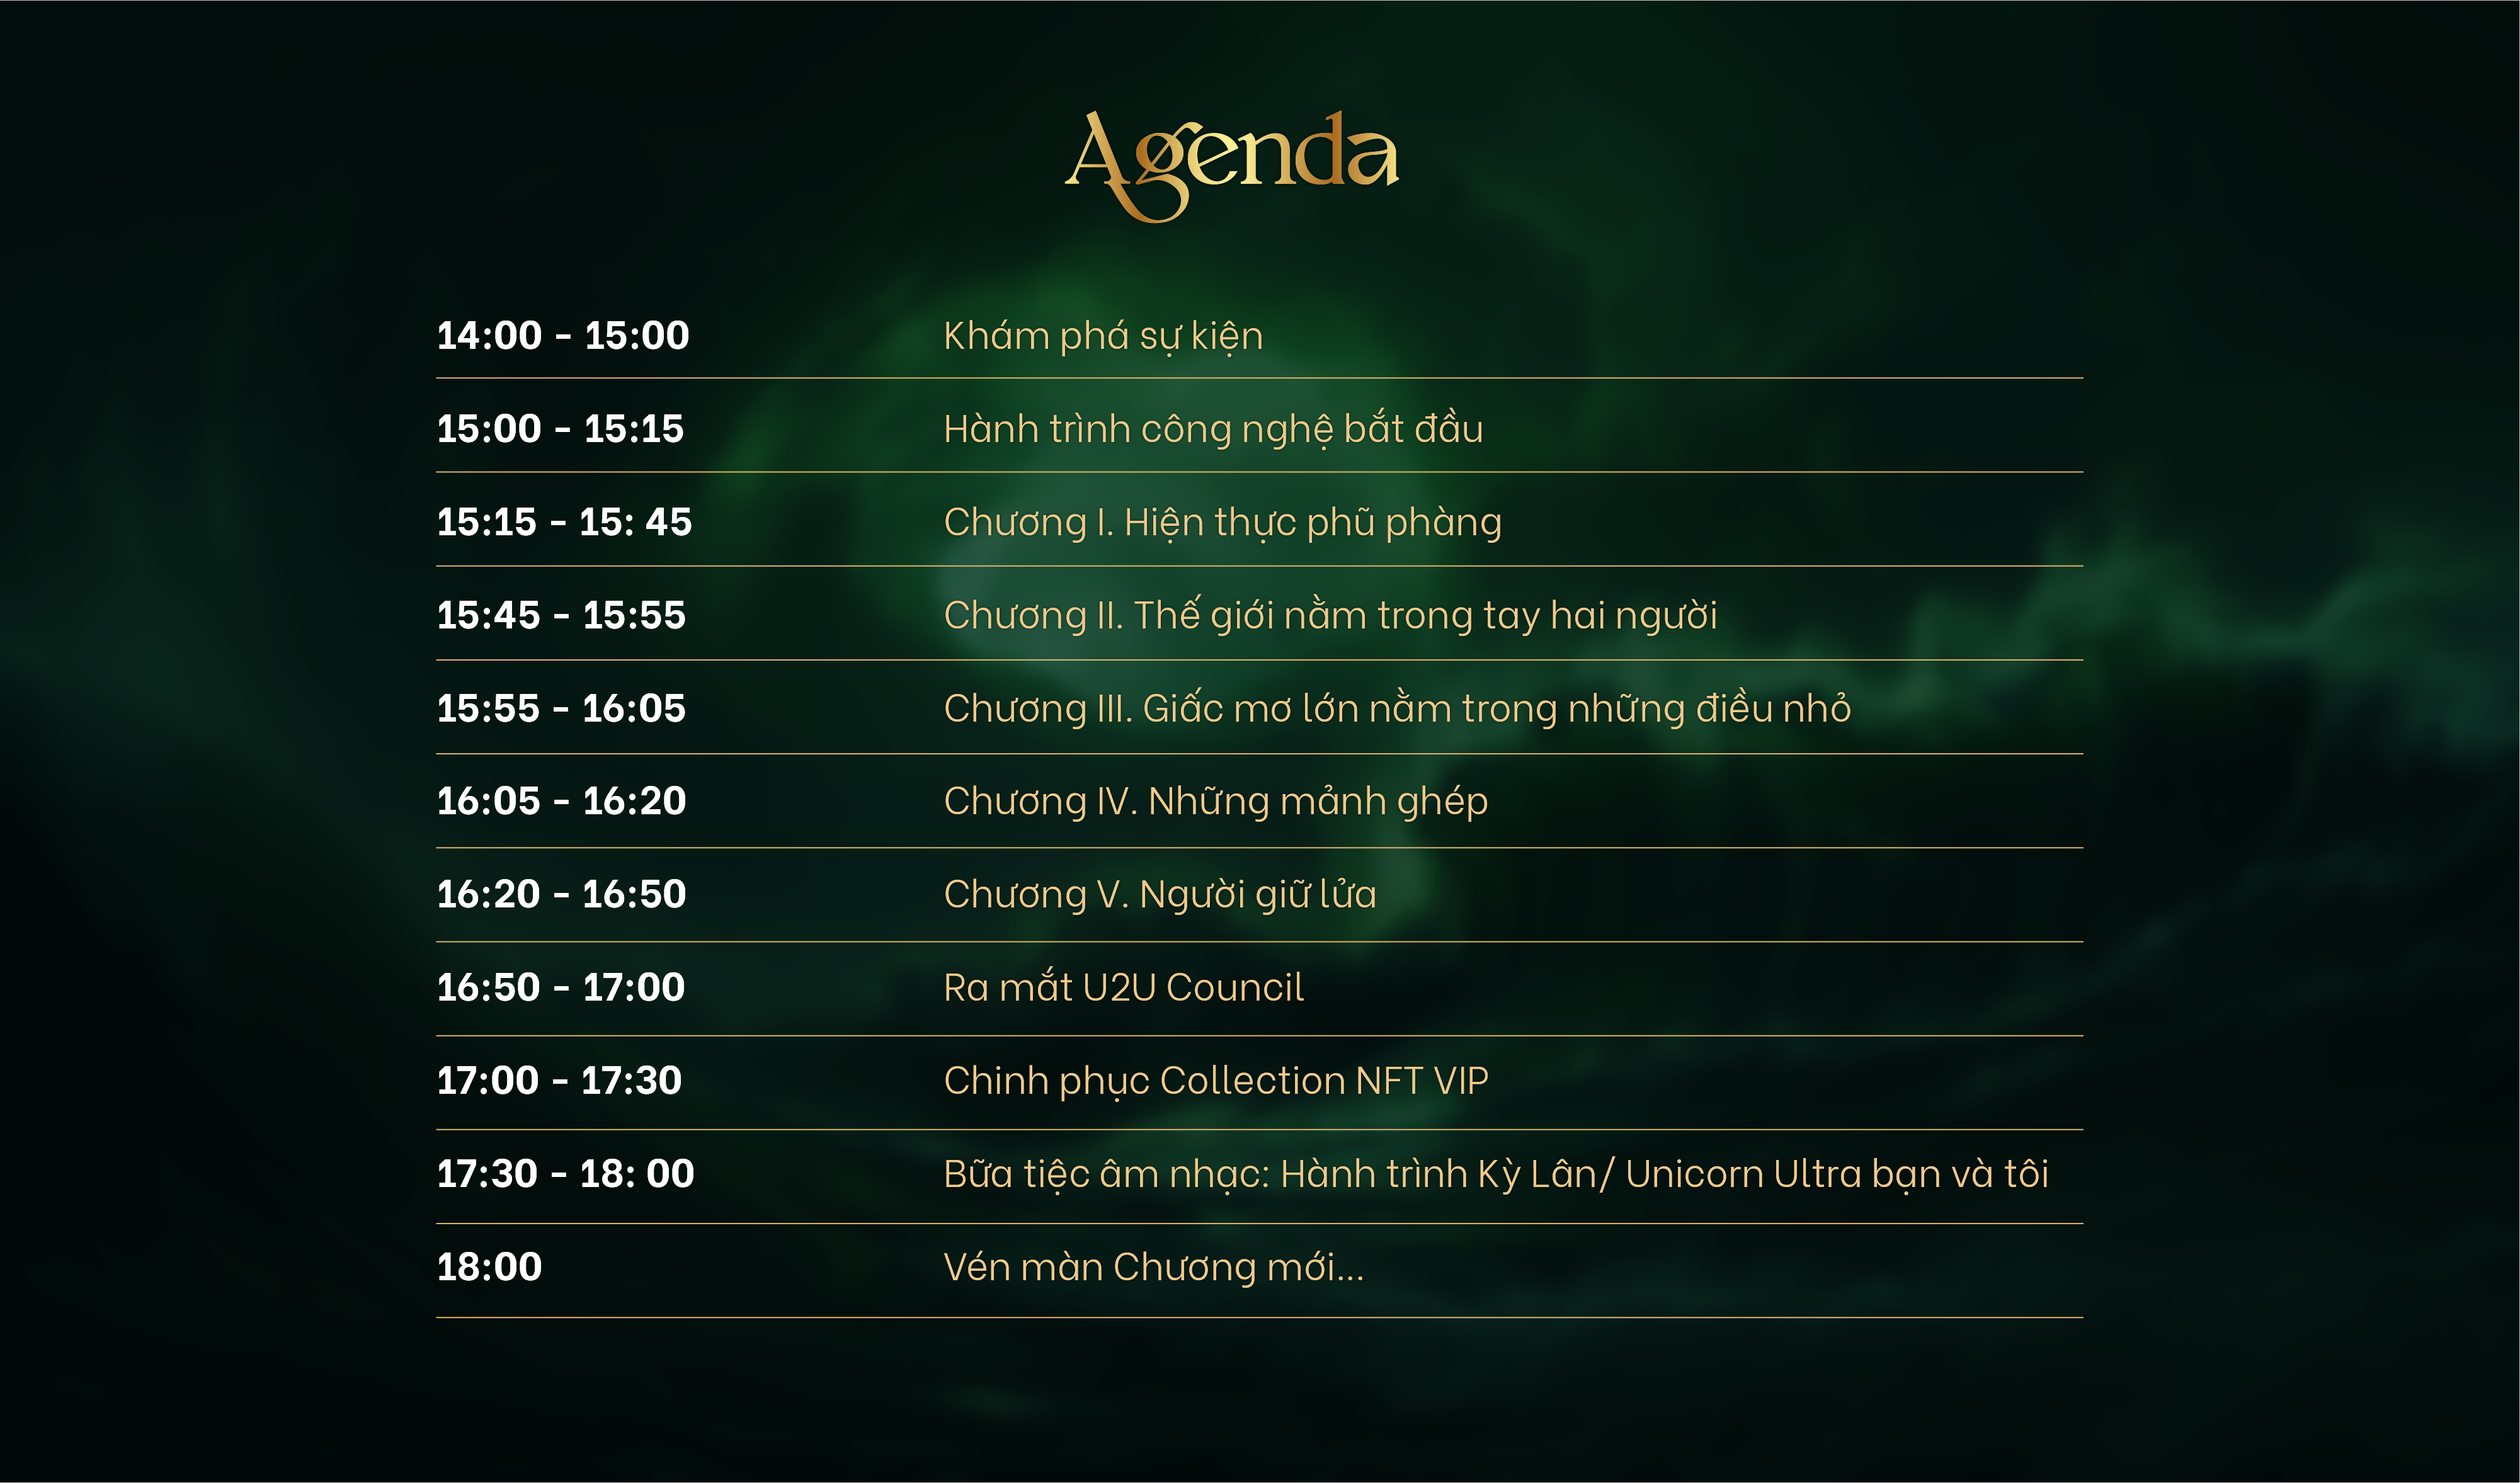 Agenda
14:00 - 15:00 Khám phá sự kiện
15:00 - 15:15 Hành trình công nghệ bắt đầu
15:15 - 15: 45 Chương I. Hiện thực phũ phàng
15:45 - 15:55 Chương II. Thế giới nằm trong tay hai người
15:55 - 16:05 Chương III. Giấc mơ lớn nằm trong những điều nhỏ
16:05 - 16:20 Chương IV. Những mảnh ghép
16:20 - 16:50 Chương V. Người giữ lửa
16:50 - 17:00 Ra mắt U2U Council
17:00 - 17:30 Chinh phục Collection NFT VIP
17:30 - 18: 00 Bữa tiệc âm nhạc: Hành trình Kỳ Lân/ Unicorn Ultra bạn và tôi
18:00 Vén màn Chương mới...